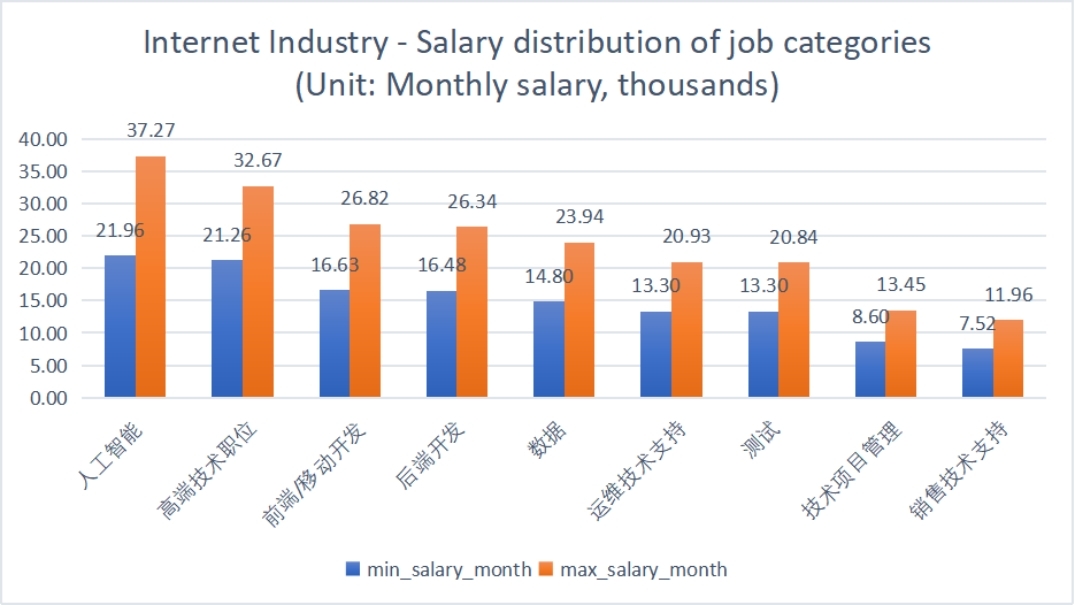 Internet Industry - Salary distribution of job categories
(Unit: Monthly salary, thousands)
40.00
35.00
30.00
25.00
20.00
15.00
10.00
5.00
0.00
21.96
37.27
21.26
32.67
16.63
26.82
16.48
26.34
14.80
23.94
13.30
20.93
13.30
20.84
8.60
13.45
7.52
11.96
人工智能
高端技术职位
前端/移动开发
后端开发
数据
运维技术支持
测试
技术项目管理
销售技术支持
min_salary_month
max_salary_month